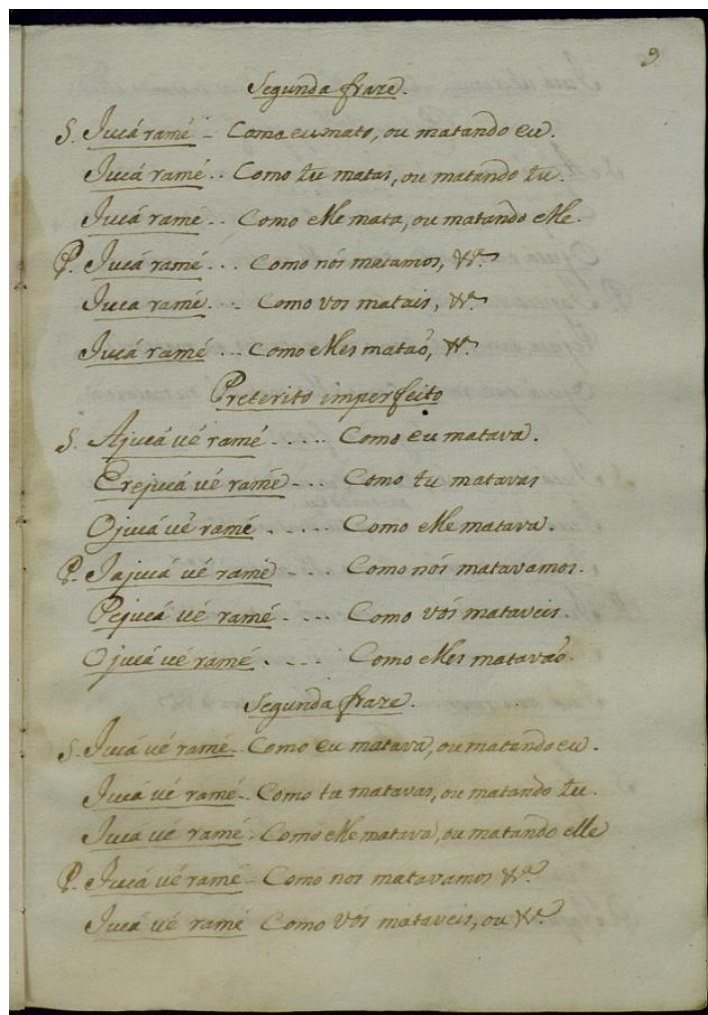 9
Segunda fraze.
S. Jucá ramé - Como eu mato, ou matando eu.
Jucá ramé .. Como tu matas, ou matando tu.
Jucá ramé .. Como elle mata, ou matando elle.
P. Jucá ramé ... Como nós matamos, &ª
Juca ramé ... Como vos matais, &ª
Jucá ramé ... Como elles mataõ, &ª
Preterito imperfeito
S. Ajucá ué ramé ..... Como eu matava.
Erejucá ué ramé - ... Como tu matavas
Ojucá ué ramé ..... Como elle matava.
P. Jajucá ué ramé - ... Como nós matavamos.
Pejucá ué ramé - ... Como vós mataveis.
Ojucá ué ramé . - ... Como elles matavaõ.
Segunda fraze.
S. Jucá ué ramé - Como eu matava, ou matando eu.
Jucá ué ramé - Como tu matavas, ou matando tu.
Jucá ué ramé - Como elle matava, ou matando elle
P. Jucá ué ramé - Como nos matavamos &ª
Jucá ué ramé Como vós mataveis, ou &ª